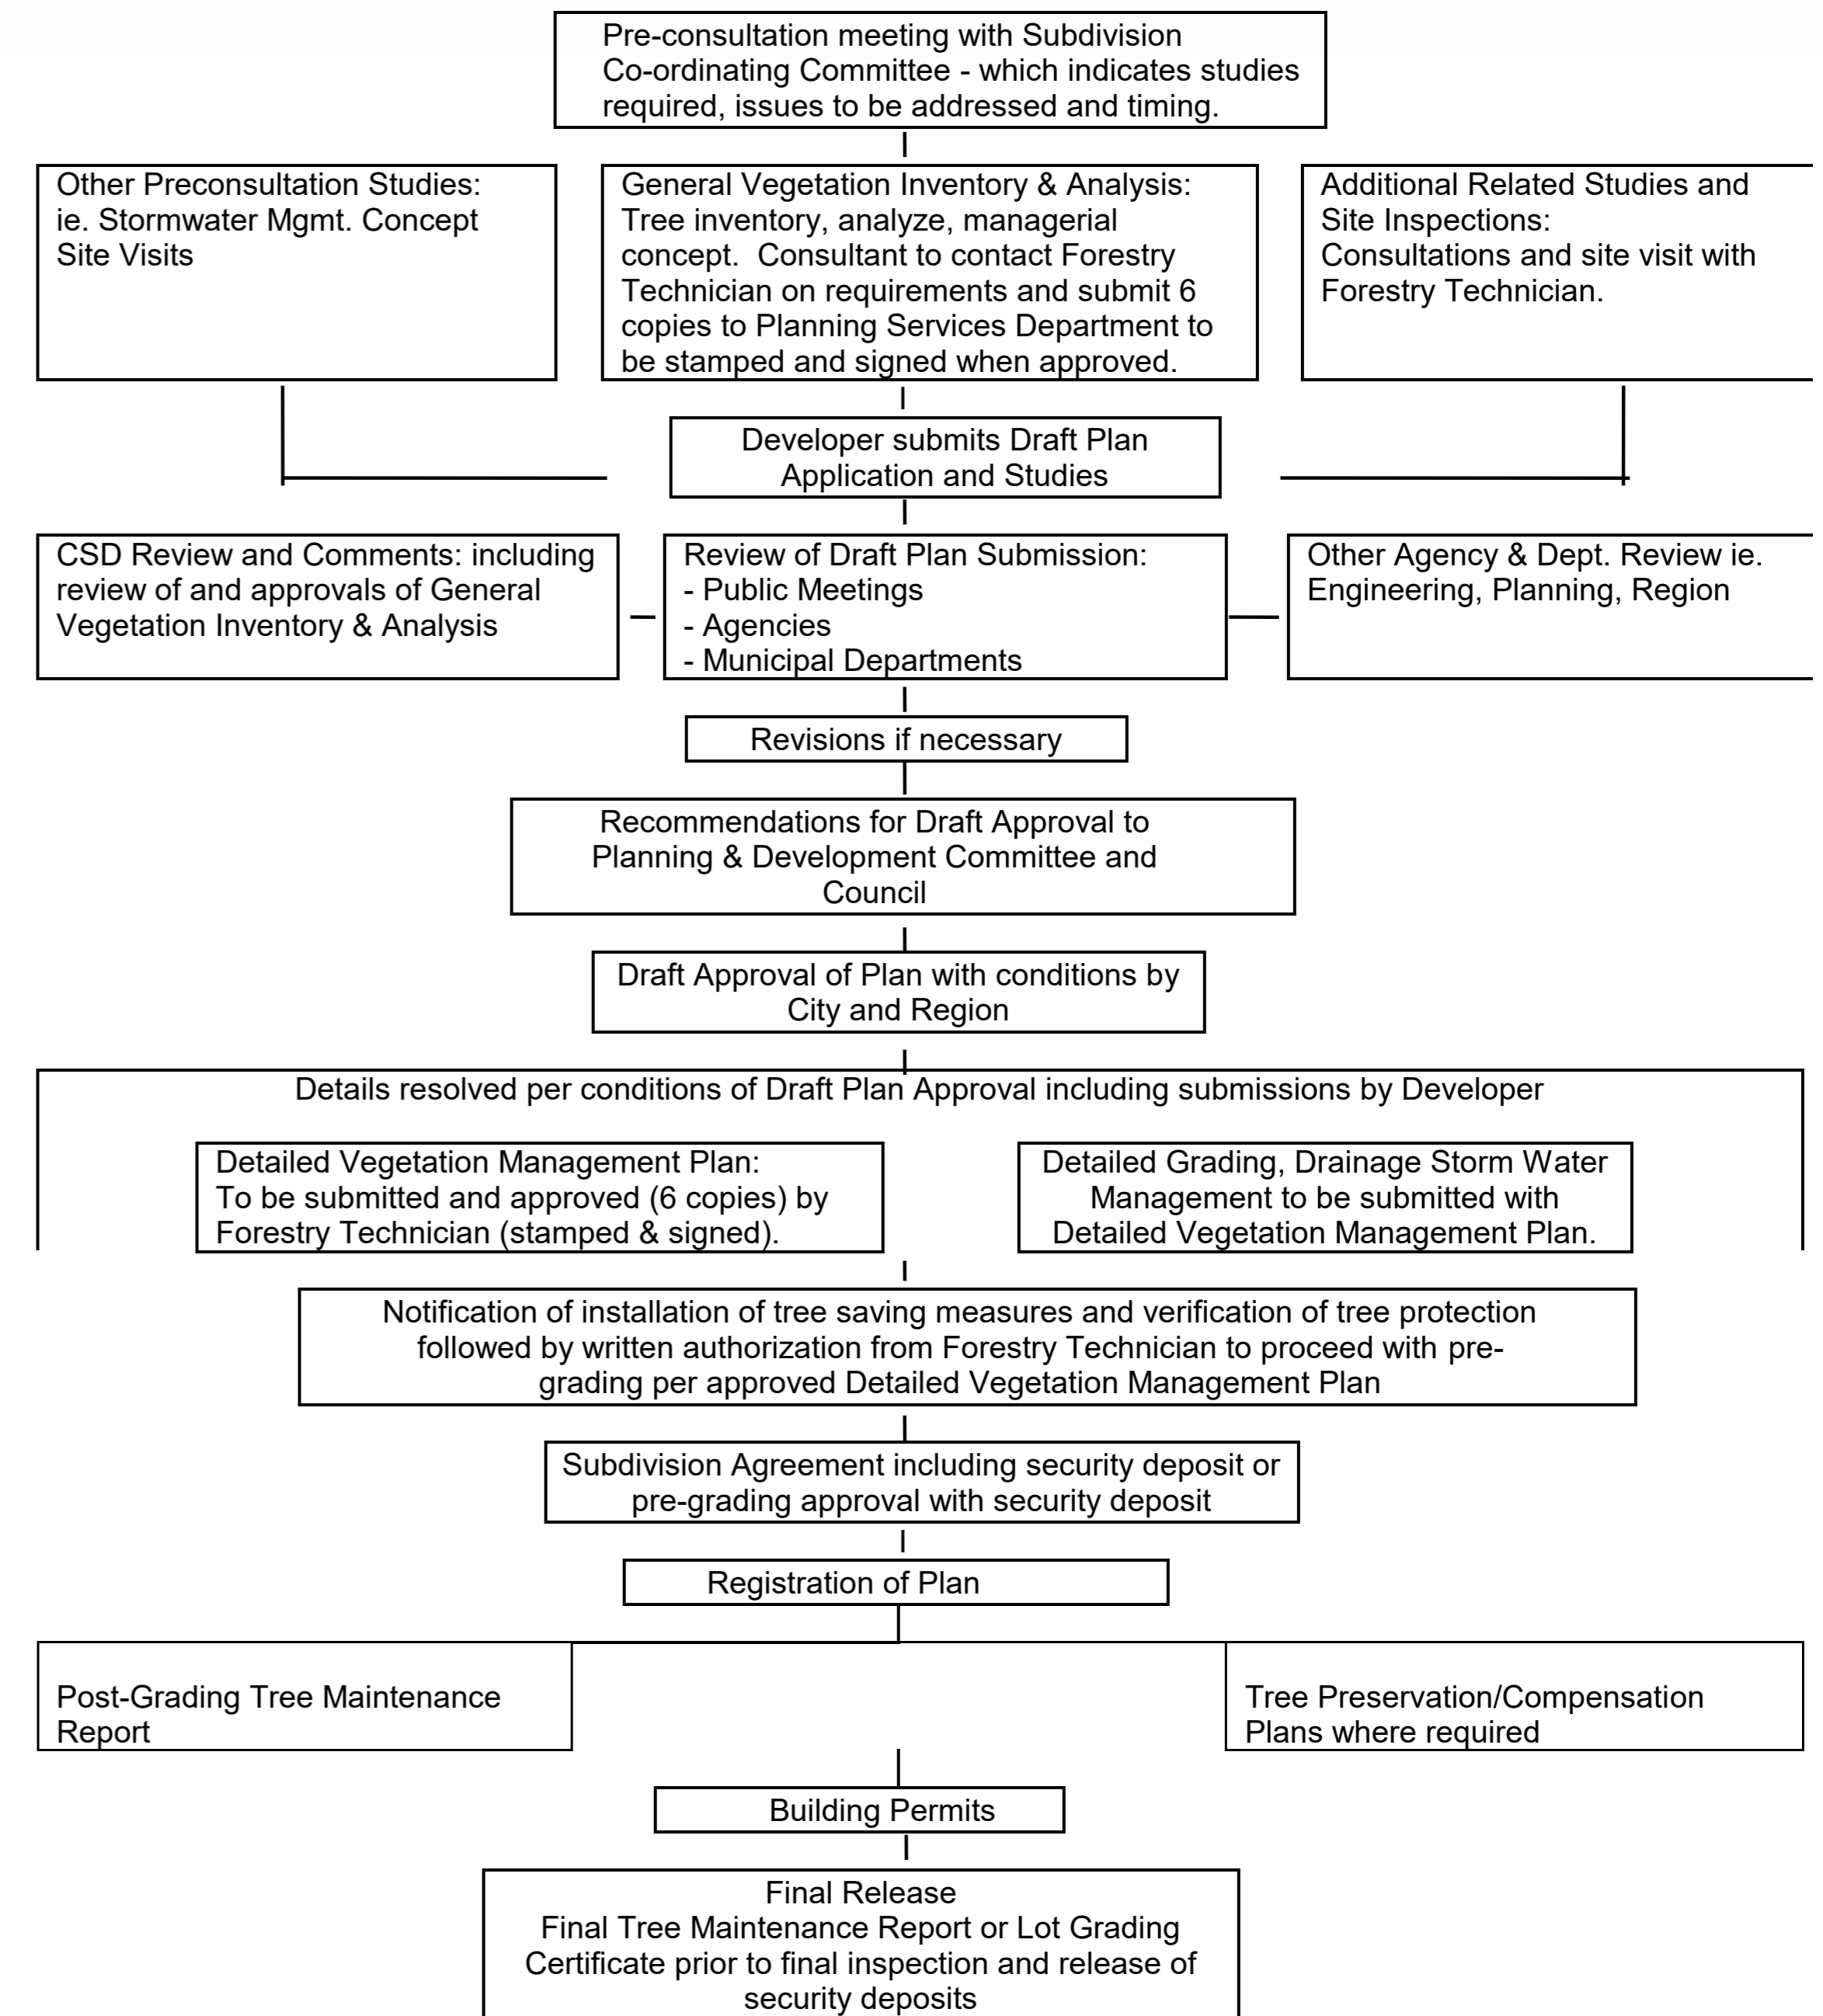 Pre-consultation meeting with Subdivision
Co-ordinating Committee - which indicates studies
required, issues to be addressed and timing.
Other Preconsultation Studies:
ie. Stormwater Mgmt. Concept
Site Visits
General Vegetation Inventory & Analysis:
Tree inventory, analyze, managerial
concept.  Consultant to contact Forestry
Technician on requirements and submit 6
copies to Planning Services Department to
be stamped and signed when approved.
Additional Related Studies and
Site Inspections:
Consultations and site visit with
Forestry Technician.
Developer submits Draft Plan
Application and Studies
CSD Review and Comments: including
review of and approvals of General
Vegetation Inventory & Analysis
Review of Draft Plan Submission:
- Public Meetings
- Agencies
- Municipal Departments
Other Agency & Dept. Review ie.
Engineering, Planning, Region
Revisions if necessary
Recommendations for Draft Approval to
Planning & Development Committee and
Council
Draft Approval of Plan with conditions by
City and Region
Details resolved per conditions of Draft Plan Approval including submissions by Developer
Detailed Vegetation Management Plan:
To be submitted and approved (6 copies) by
Forestry Technician (stamped & signed).
Detailed Grading, Drainage Storm Water
Management to be submitted with
Detailed Vegetation Management Plan.
Notification of installation of tree saving measures and verification of tree protection
followed by written authorization from Forestry Technician to proceed with pre-
grading per approved Detailed Vegetation Management Plan
Subdivision Agreement including security deposit or
pre-grading approval with security deposit
Registration of Plan
Post-Grading Tree Maintenance
Report
Tree Preservation/Compensation
Plans where required
Building Permits
Final Release
Final Tree Maintenance Report or Lot Grading
Certificate prior to final inspection and release of
security deposits